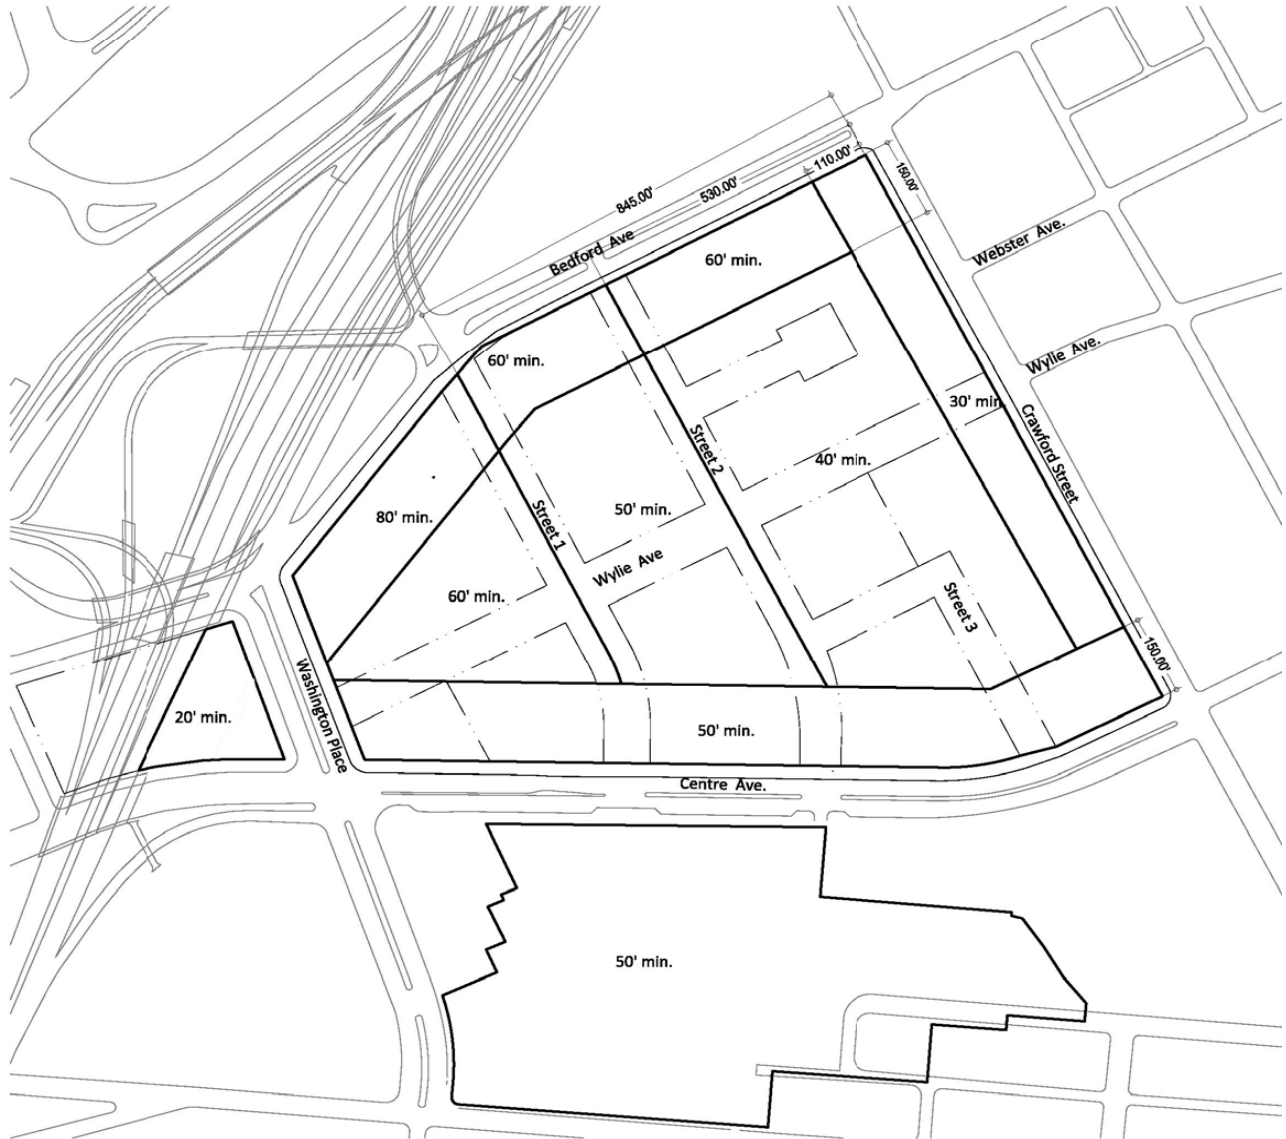 845.00'
530.00'
110.00'
150.00'
Bedford Ave
Webster Ave.
60' min.
Wylie Ave.
60' min.
30' min
Crawford Street
Street 2
40' min.
80' min.
Street 1
50' min.
Wylie Ave
60' min.
Street 3
150.00'
Washington Place
20' min.
50' min.
Centre Ave.
50' min.